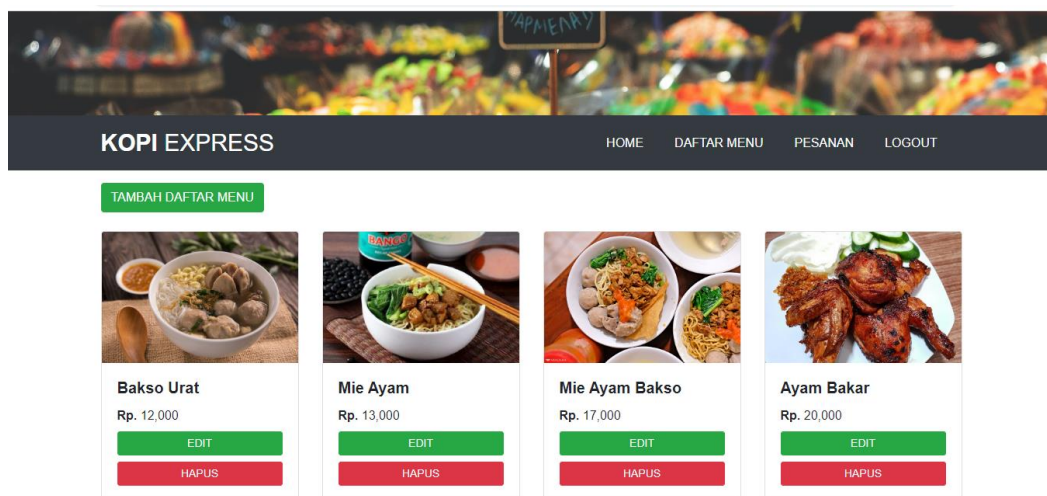 НАРМЕНАД
KOPI EXPRESS
HOME DAFTAR MENU PESANAN LOGOUT
TAMBAH DAFTAR MENU
BANGO
Bakso Urat
Rp. 12,000
EDIT
HAPUS
Mie Ayam
Rp. 13,000
EDIT
HAPUS
Mie Ayam Bakso
Rp. 17,000
EDIT
HAPUS
Ayam Bakar
Rp. 20,000
EDIT
HAPUS